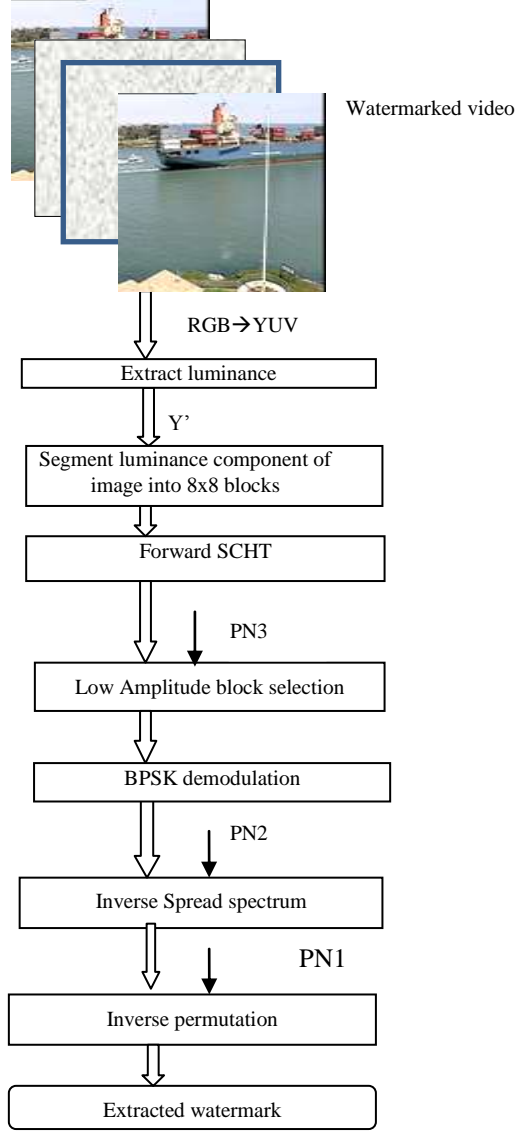 Watermarked video
RGB→YUV
Extract luminance
Y’
Segment luminance component of
image into 8x8 blocks
Forward SCHT
PN3
Low Amplitude block selection
BPSK demodulation
PN2
Inverse Spread spectrum
PN1
Inverse permutation
Extracted watermark